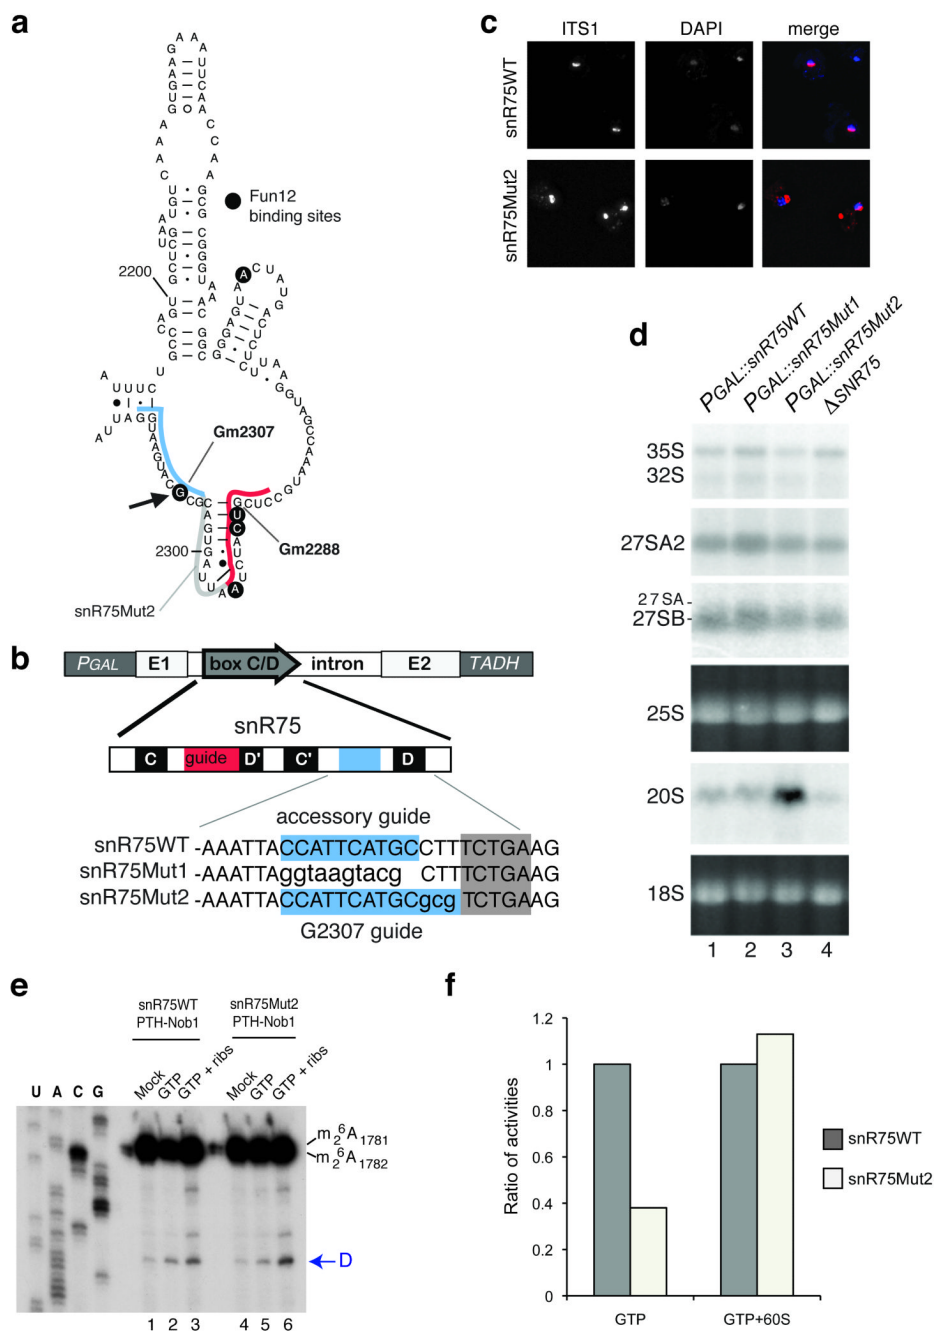 a
Fun12
binding sites
2200
Gm2307
Gm2288
2300
snR75Mut2
b
PGAL E1 box C/D intron E2 TADH
snR75
C guide D' C' D
accessory guide
snR75WT -AAATTACCATTCATGCCTTTCTGAAG
snR75Mut1 -AAATTAggtaagtacg CTTTCTGAAG
snR75Mut2 -AAATTACCATTCATGCgcgTCTGAAG
G2307 guide
c
ITS1 DAPI merge
snR75WT
snR75Mut2
d
PGAL::snR75WT
PGAL::snR75Mut1
PGAL::snR75Mut2
ΔSNR75
35S
32S
27SA2
27SA
27SB
25S
20S
18S
1 2 3 4
e
snR75WT
PTH-Nob1
snR75Mut2
PTH-Nob1
U A C G Mock GTP GTP + ribs Mock GTP GTP + ribs
m₂⁶A1781
m₂⁶A1782
D
1 2 3 4 5 6
f
Ratio of activities
1.2
1
0.8
0.6
0.4
0.2
0
GTP GTP+60S
snR75WT
snR75Mut2